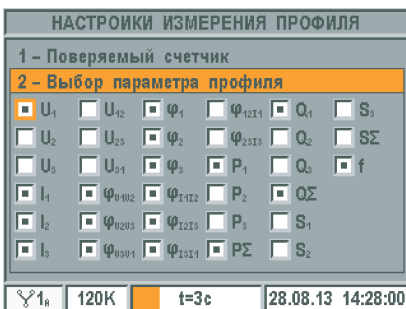 НАСТРОЙКИ ИЗМЕРЕНИЯ ПРОФИЛЯ
1 – Поверяемый счетчик
2 – Выбор параметра профиля
U₁ U₁₂ φ₁ φ₁₂I₁ Q₁ S₃
U₂ U₂₃ φ₂ φ₂₃I₃ Q₂ SΣ
U₃ U₃₁ φ₃ P₁ Q₃ f
I₁ φU₁U₂ φI₁I₂ P₂ QΣ
I₂ φU₂U₃ φI₂I₃ P₃ S₁
I₃ φU₃U₁ φI₃I₁ PΣ S₂
1ₐ 120K t=3c 28.08.13 14:28:00